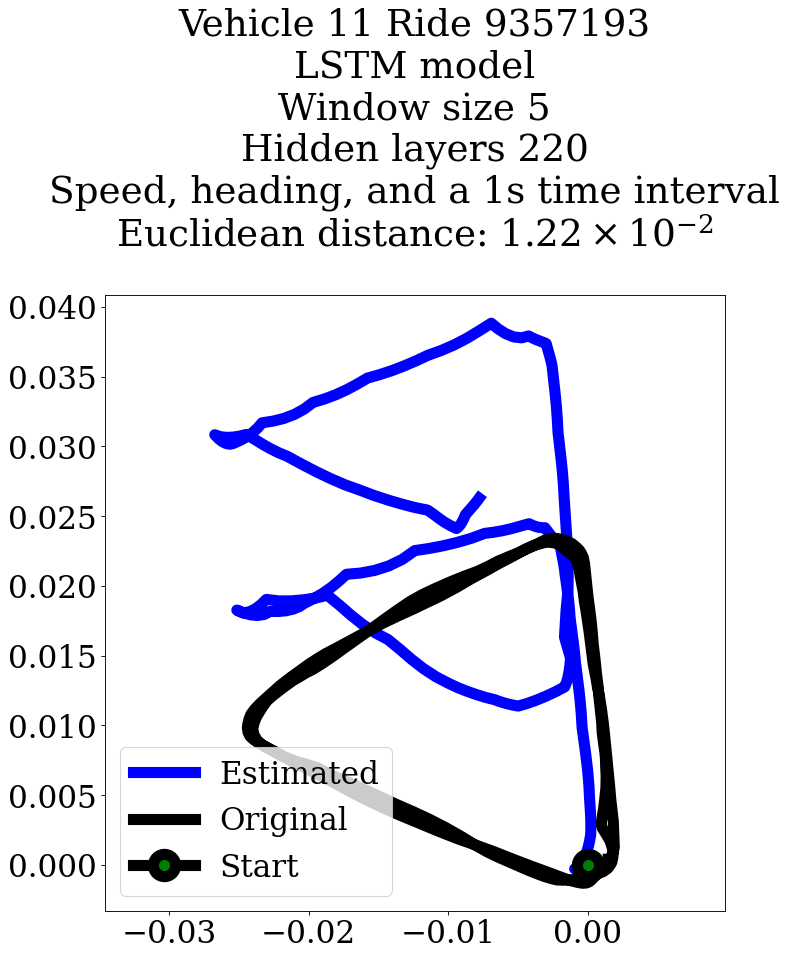 Vehicle 11 Ride 9357193
LSTM model
Window size 5
Hidden layers 220
Speed, heading, and a 1s time interval
Euclidean distance: 1.22 × 10⁻²
0.040
0.035
0.030
0.025
0.020
0.015
0.010
0.005
0.000
Estimated
Original
Start
−0.03 −0.02 −0.01 0.00